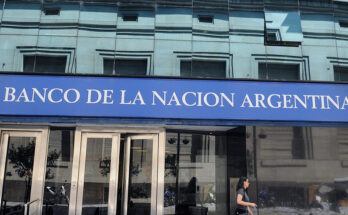 BANCO DE LA NACION ARGENTINA